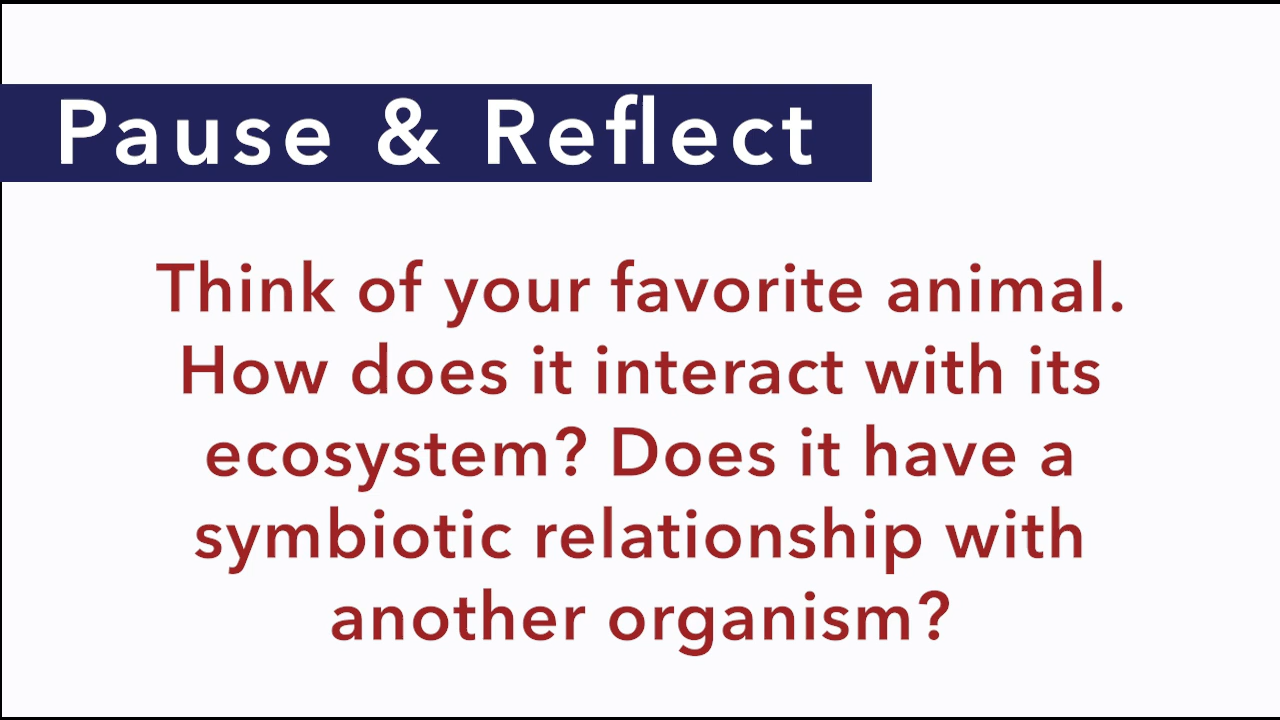 Pause & Reflect
Think of your favorite animal.
How does it interact with its
ecosystem? Does it have a
symbiotic relationship with
another organism?